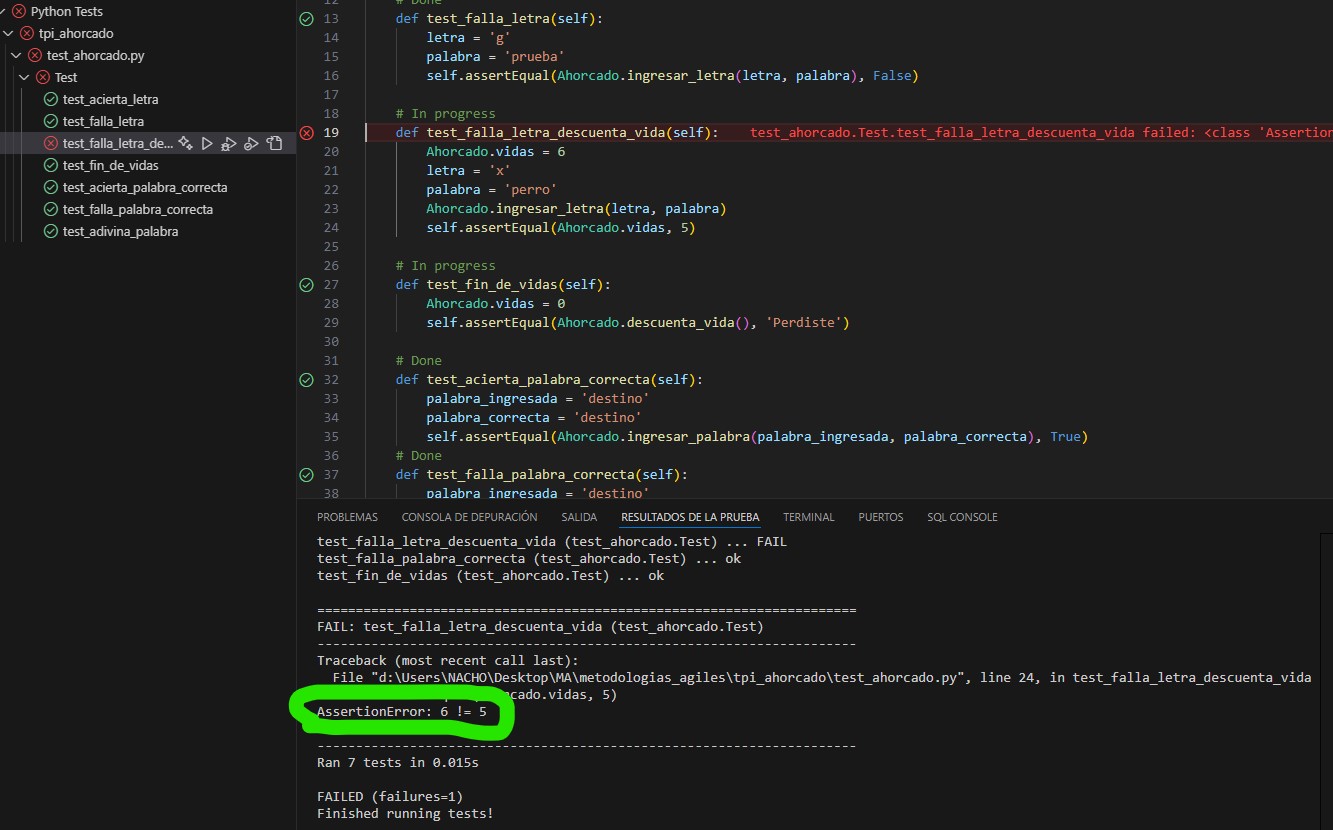 Python Tests
tpi_ahorcado
test_ahorcado.py
Test
test_acierta_letra
test_falla_letra
test_falla_letra_de...
test_fin_de_vidas
test_acierta_palabra_correcta
test_falla_palabra_correcta
test_adivina_palabra
12 # Done
13 def test_falla_letra(self):
14 letra = 'g'
15 palabra = 'prueba'
16 self.assertEqual(Ahorcado.ingresar_letra(letra, palabra), False)
17
18 # In progress
19 def test_falla_letra_descuenta_vida(self): test_ahorcado.Test.test_falla_letra_descuenta_vida failed: <class 'Assertion
20 Ahorcado.vidas = 6
21 letra = 'x'
22 palabra = 'perro'
23 Ahorcado.ingresar_letra(letra, palabra)
24 self.assertEqual(Ahorcado.vidas, 5)
25
26 # In progress
27 def test_fin_de_vidas(self):
28 Ahorcado.vidas = 0
29 self.assertEqual(Ahorcado.descuenta_vida(), 'Perdiste')
30
31 # Done
32 def test_acierta_palabra_correcta(self):
33 palabra_ingresada = 'destino'
34 palabra_correcta = 'destino'
35 self.assertEqual(Ahorcado.ingresar_palabra(palabra_ingresada, palabra_correcta), True)
36 # Done
37 def test_falla_palabra_correcta(self):
38 palabra_ingresada = 'destino'
PROBLEMAS CONSOLA DE DEPURACIÓN SALIDA RESULTADOS DE LA PRUEBA TERMINAL PUERTOS SQL CONSOLE
test_falla_letra_descuenta_vida (test_ahorcado.Test) ... FAIL
test_falla_palabra_correcta (test_ahorcado.Test) ... ok
test_fin_de_vidas (test_ahorcado.Test) ... ok
======================================================================
FAIL: test_falla_letra_descuenta_vida (test_ahorcado.Test)
----------------------------------------------------------------------
Traceback (most recent call last):
File "d:\Users\NACHO\Desktop\MA\metodologias_agiles\tpi_ahorcado\test_ahorcado.py", line 24, in test_falla_letra_descuenta_vida
ncado.vidas, 5)
AssertionError: 6 != 5
----------------------------------------------------------------------
Ran 7 tests in 0.015s
FAILED (failures=1)
Finished running tests!